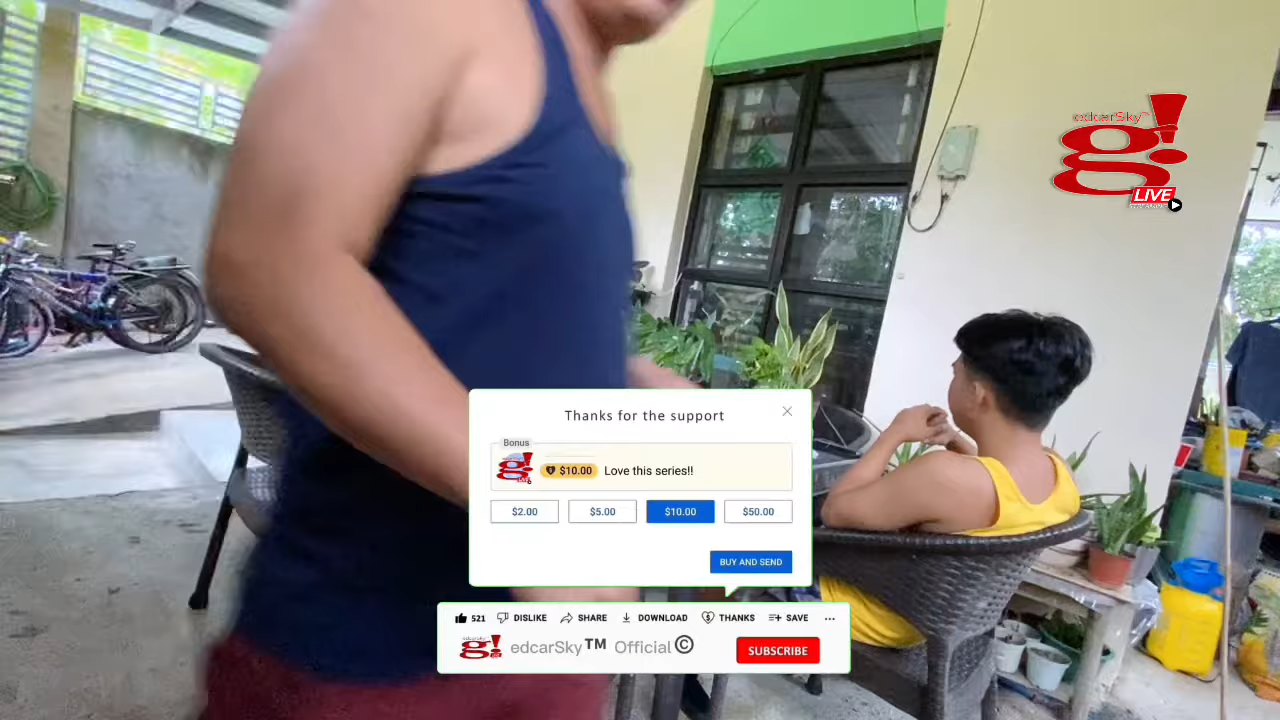 edcarSky™
g!
LIVE
Thanks for the support
Bonus
$10.00 Love this series!!
$2.00 $5.00 $10.00 $50.00
BUY AND SEND
521 DISLIKE SHARE DOWNLOAD THANKS SAVE
edcarSky™ Official©
SUBSCRIBE